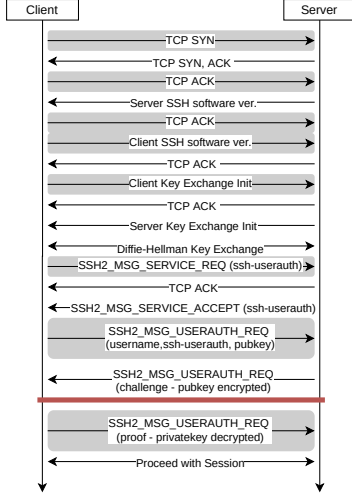 Client
Server
TCP SYN
TCP SYN, ACK
TCP ACK
Server SSH software ver.
TCP ACK
Client SSH software ver.
TCP ACK
Client Key Exchange Init
TCP ACK
Server Key Exchange Init
Diffie-Hellman Key Exchange
SSH2_MSG_SERVICE_REQ (ssh-userauth)
TCP ACK
SSH2_MSG_SERVICE_ACCEPT (ssh-userauth)
SSH2_MSG_USERAUTH_REQ
(username,ssh-userauth, pubkey)
SSH2_MSG_USERAUTH_REQ
(challenge - pubkey encrypted)
SSH2_MSG_USERAUTH_REQ
(proof - privatekey decrypted)
Proceed with Session